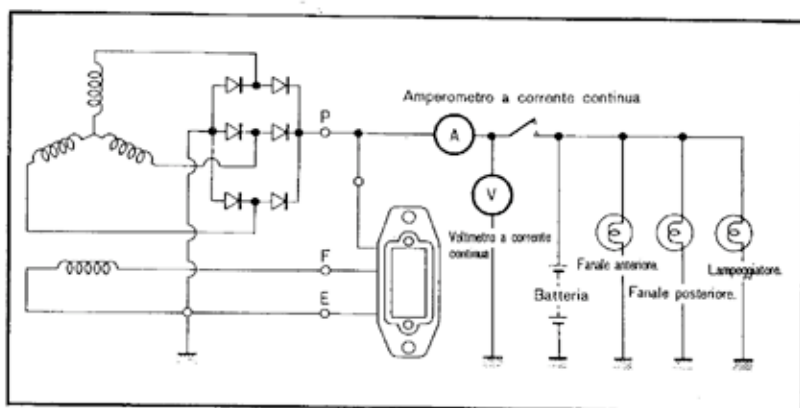 Amperometro a corrente continua
P
A
V
Voltmetro a corrente
continua
F
E
Batteria
Fanale anteriore.
Fanale posteriore.
Lampeggiatore.